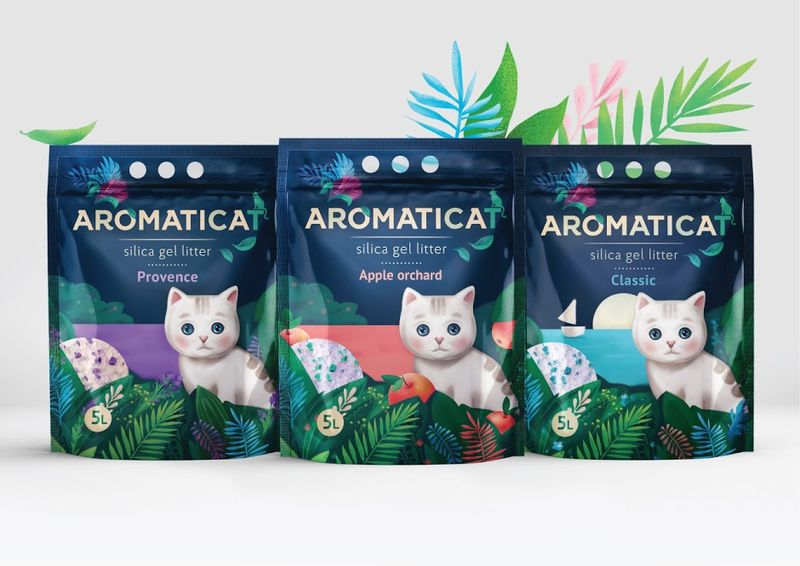 AROMATICAT
silica gel litter
Provence
5L
AROMATICAT
silica gel litter
Apple orchard
5L
AROMATICAT
silica gel litter
Classic
5L